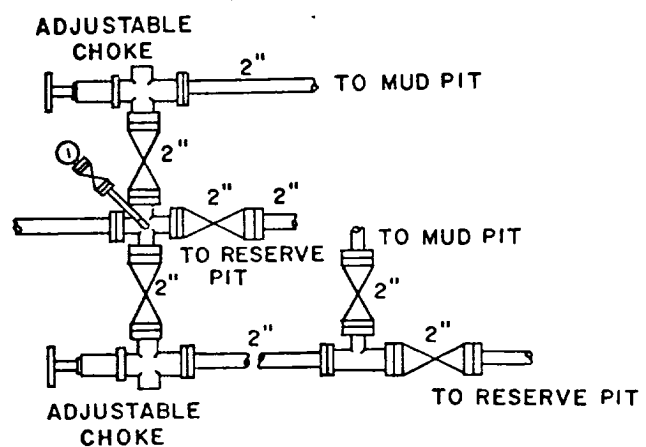 ADJUSTABLE
CHOKE
2"
TO MUD PIT
1
2"
2"
2"
TO RESERVE
PIT
TO MUD PIT
2"
2"
2"
2"
TO RESERVE PIT
ADJUSTABLE
CHOKE